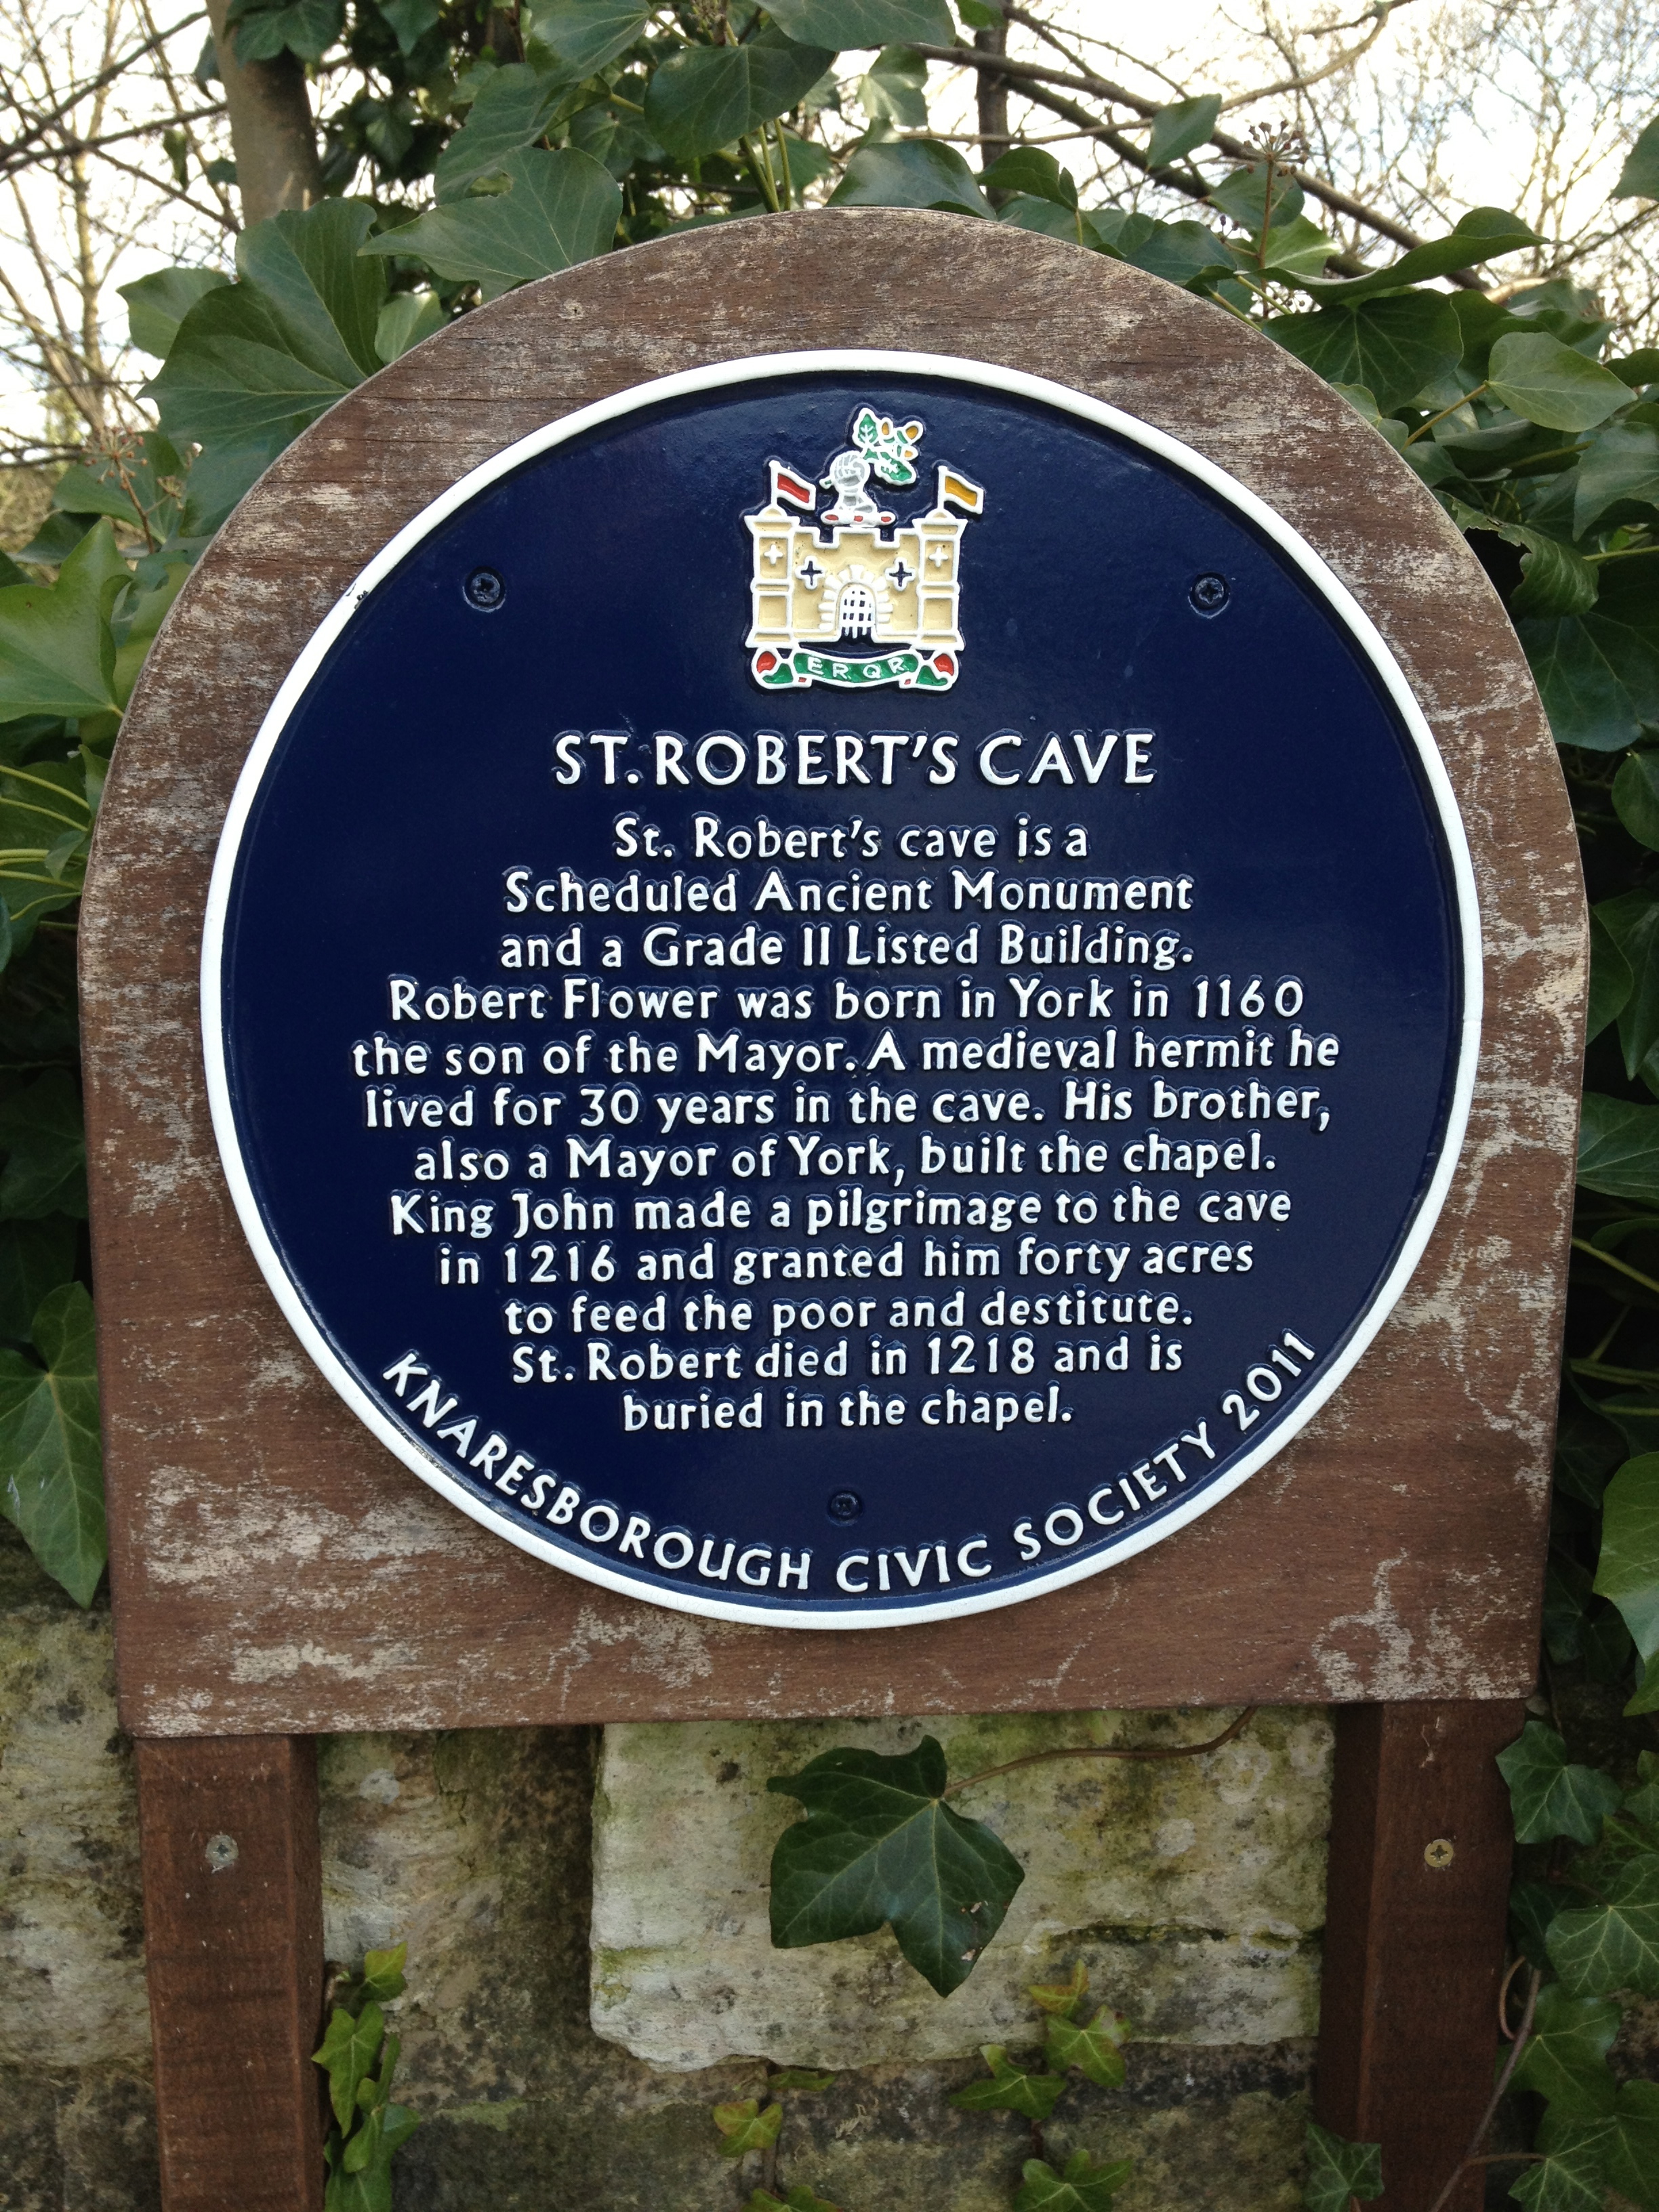 E R Q R
ST. ROBERT'S CAVE
St. Robert's cave is a
Scheduled Ancient Monument
and a Grade II Listed Building.
Robert Flower was born in York in 1160
the son of the Mayor. A medieval hermit he
lived for 30 years in the cave. His brother,
also a Mayor of York, built the chapel.
King John made a pilgrimage to the cave
in 1216 and granted him forty acres
to feed the poor and destitute.
St. Robert died in 1218 and is
buried in the chapel.
KNARESBOROUGH CIVIC SOCIETY 2011